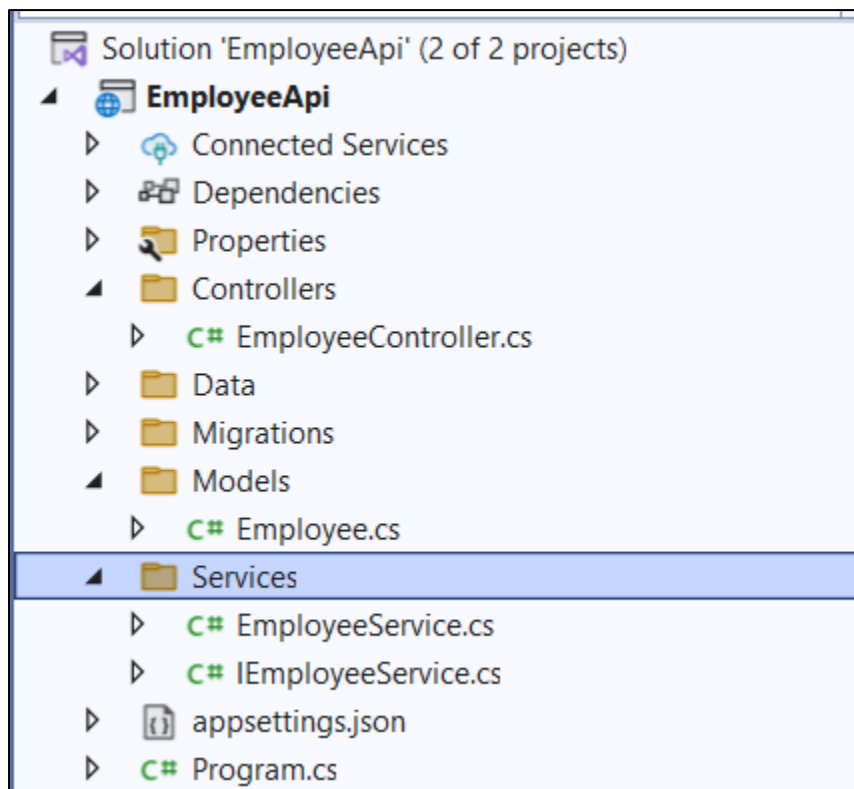 Solution 'EmployeeApi' (2 of 2 projects)
EmployeeApi
Connected Services
Dependencies
Properties
Controllers
C# EmployeeController.cs
Data
Migrations
Models
C# Employee.cs
Services
C# EmployeeService.cs
C# IEmployeeService.cs
appsettings.json
C# Program.cs